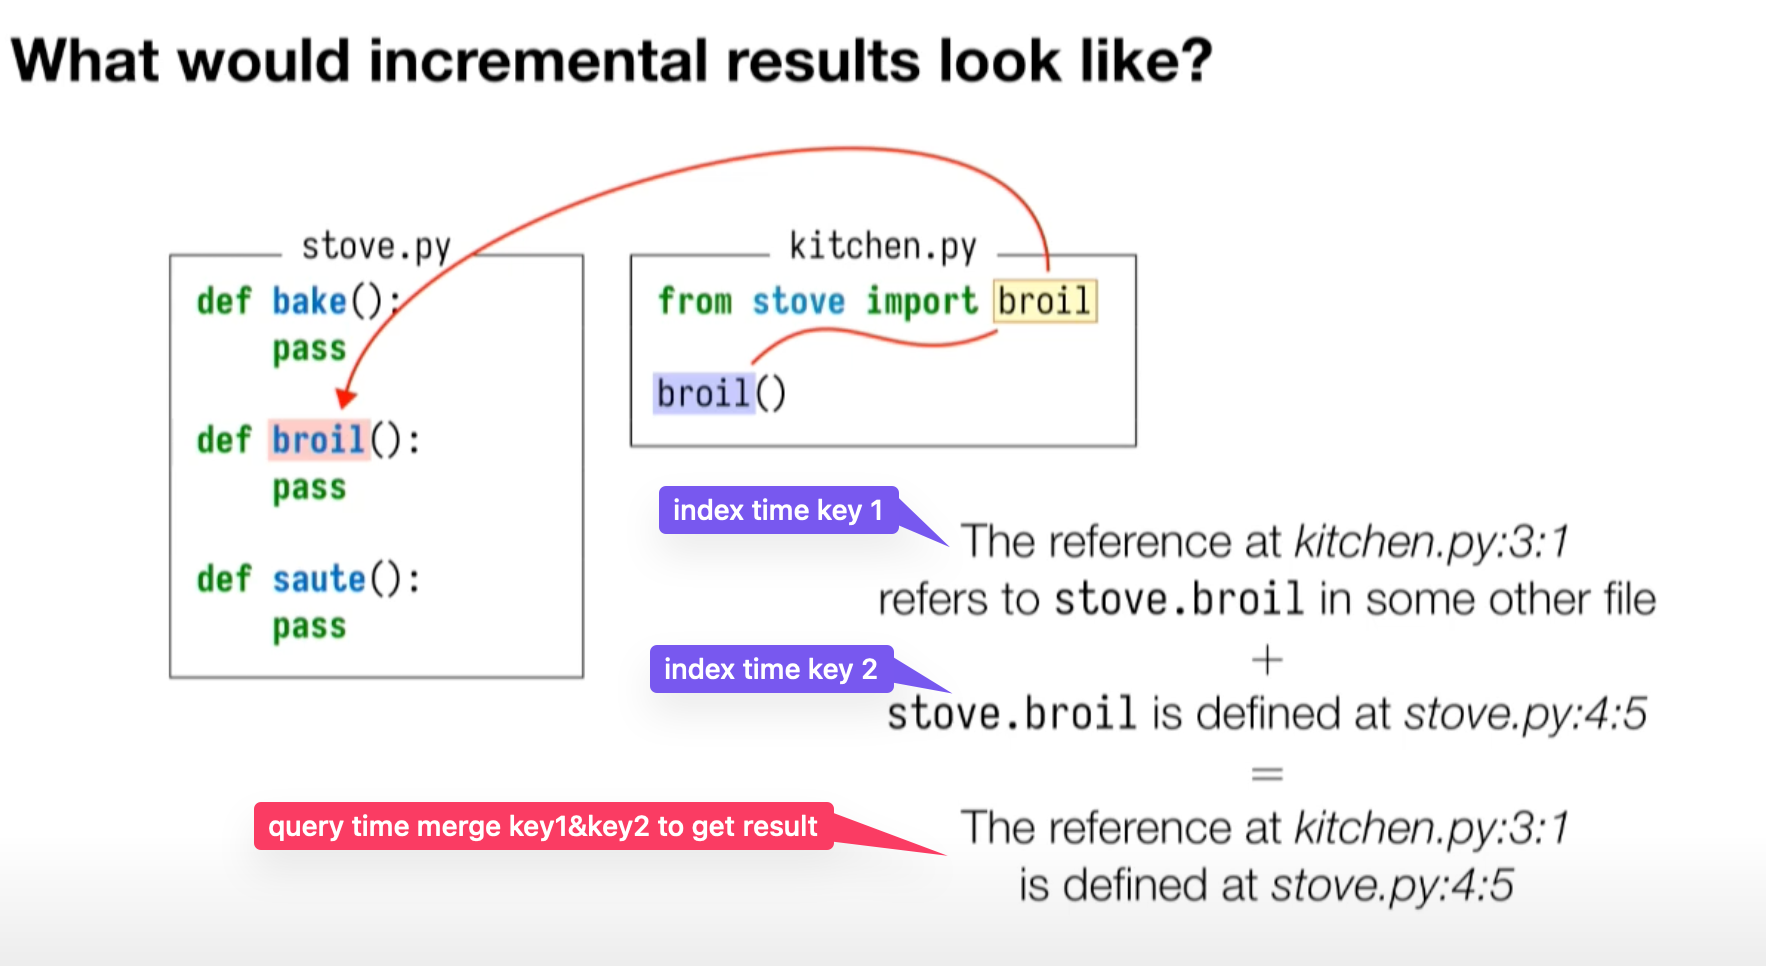 What would incremental results look like?
stove.py
def bake():
pass
def broil():
pass
def saute():
pass
kitchen.py
from stove import broil
broil()
index time key 1
The reference at kitchen.py:3:1
refers to stove.broil in some other file
+
index time key 2
stove.broil is defined at stove.py:4:5
=
query time merge key1&key2 to get result
The reference at kitchen.py:3:1
is defined at stove.py:4:5